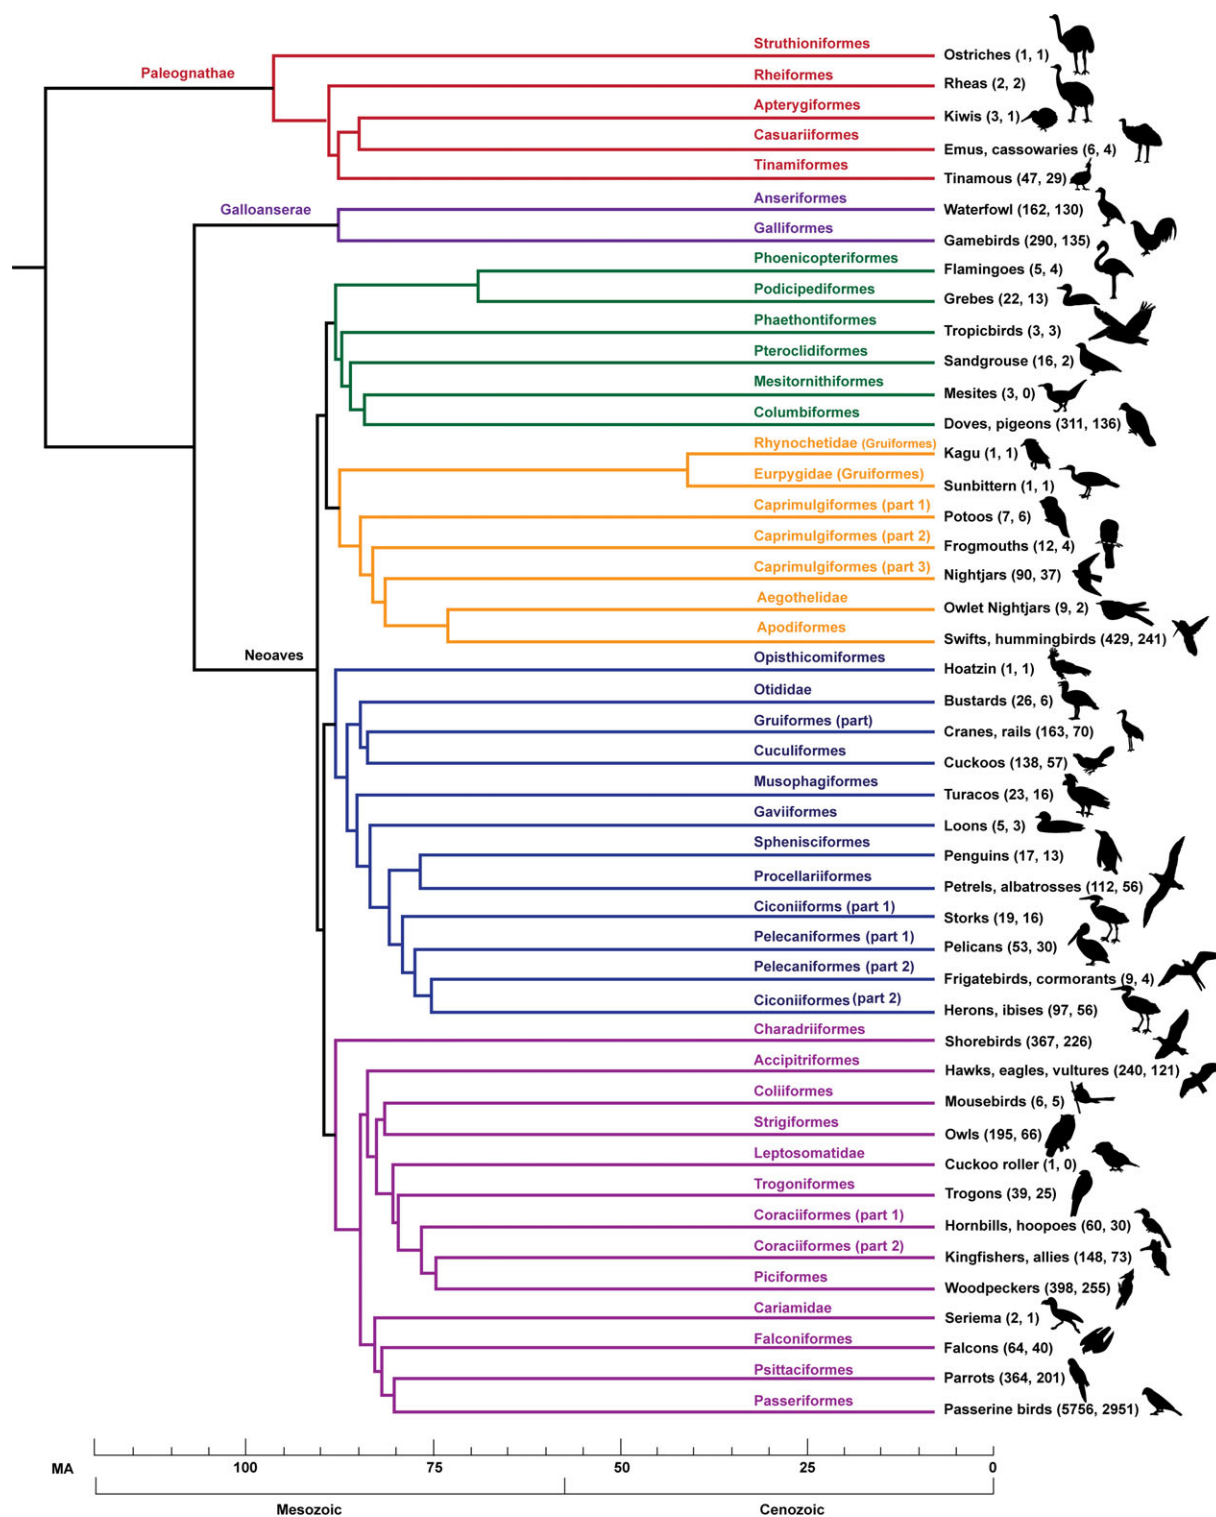 Struthioniformes
Ostriches (1, 1)
Paleognathae
Rheiformes
Rheas (2, 2)
Apterygiformes
Kiwis (3, 1)
Casuariiformes
Emus, cassowaries (6, 4)
Tinamiformes
Tinamous (47, 29)
Anseriformes
Galloanserae
Waterfowl (162, 130)
Galliformes
Gamebirds (290, 135)
Phoenicopteriformes
Flamingoes (5, 4)
Podicipediformes
Grebes (22, 13)
Phaethontiformes
Tropicbirds (3, 3)
Pteroclidiformes
Sandgrouse (16, 2)
Mesitornithiformes
Mesites (3, 0)
Columbiformes
Doves, pigeons (311, 136)
Rhynochetidae (Gruiformes)
Kagu (1, 1)
Eurpygidae (Gruiformes)
Sunbittern (1, 1)
Caprimulgiformes (part 1)
Potoos (7, 6)
Caprimulgiformes (part 2)
Frogmouths (12, 4)
Caprimulgiformes (part 3)
Nightjars (90, 37)
Aegothelidae
Owlet Nightjars (9, 2)
Apodiformes
Swifts, hummingbirds (429, 241)
Neoaves
Opisthicomiformes
Hoatzin (1, 1)
Otididae
Bustards (26, 6)
Gruiformes (part)
Cranes, rails (163, 70)
Cuculiformes
Cuckoos (138, 57)
Musophagiformes
Turacos (23, 16)
Gaviiformes
Loons (5, 3)
Sphenisciformes
Penguins (17, 13)
Procellariiformes
Petrels, albatrosses (112, 56)
Ciconiiforms (part 1)
Storks (19, 16)
Pelecaniformes (part 1)
Pelicans (53, 30)
Pelecaniformes (part 2)
Frigatebirds, cormorants (9, 4)
Ciconiiformes (part 2)
Herons, ibises (97, 56)
Charadriiformes
Shorebirds (367, 226)
Accipitriformes
Hawks, eagles, vultures (240, 121)
Coliiformes
Mousebirds (6, 5)
Strigiformes
Owls (195, 66)
Leptosomatidae
Cuckoo roller (1, 0)
Trogoniformes
Trogons (39, 25)
Coraciiformes (part 1)
Hornbills, hoopoes (60, 30)
Coraciiformes (part 2)
Kingfishers, allies (148, 73)
Piciformes
Woodpeckers (398, 255)
Cariamidae
Seriema (2, 1)
Falconiformes
Falcons (64, 40)
Psittaciformes
Parrots (364, 201)
Passeriformes
Passerine birds (5756, 2951)
MA 100 75 50 25 0
Mesozoic Cenozoic